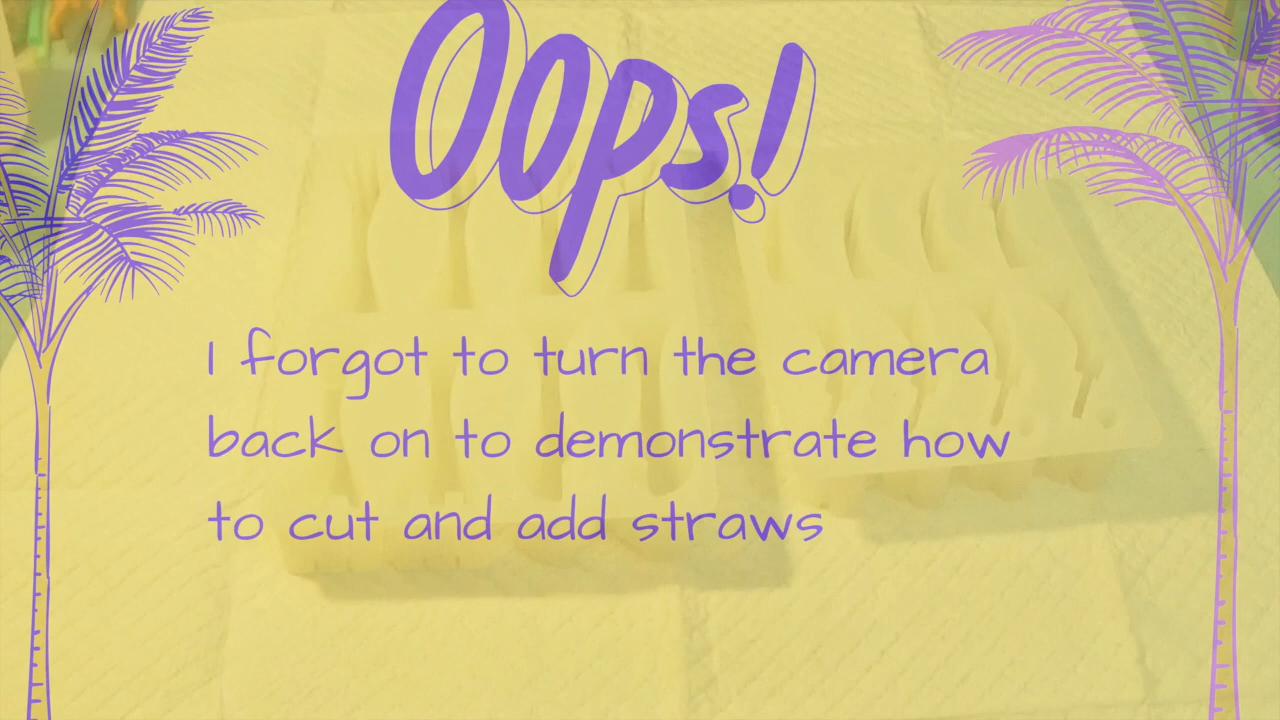 Oops!
I forgot to turn the camera
back on to demonstrate how
to cut and add straws